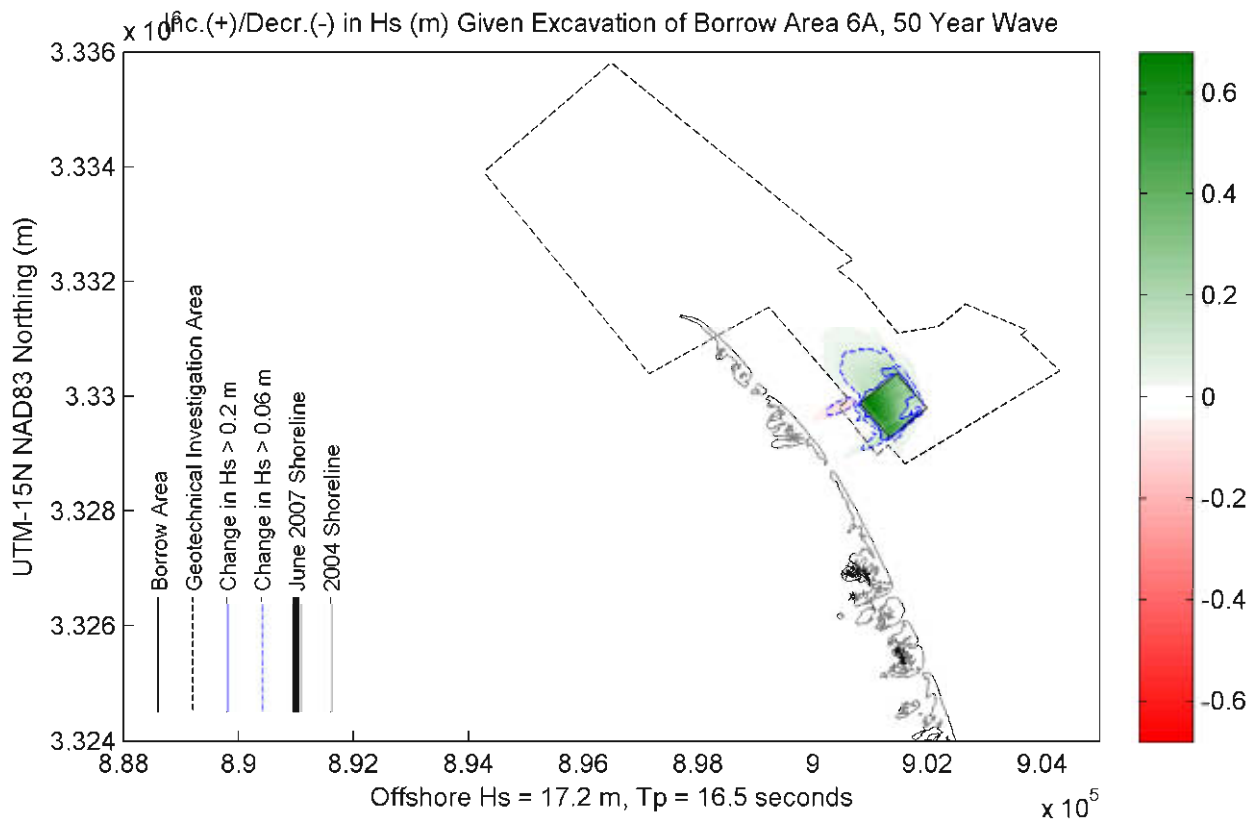 Inc.(+)/Decr.(-) in Hs (m) Given Excavation of Borrow Area 6A, 50 Year Wave
x 10^6
3.336
3.334
3.332
3.33
3.328
3.326
3.324
UTM-15N NAD83 Northing (m)
Borrow Area
Geotechnical Investigation Area
Change in Hs > 0.2 m
Change in Hs > 0.06 m
June 2007 Shoreline
2004 Shoreline
0.6
0.4
0.2
0
-0.2
-0.4
-0.6
8.88 8.9 8.92 8.94 8.96 8.98 9 9.02 9.04
Offshore Hs = 17.2 m, Tp = 16.5 seconds
x 10^5